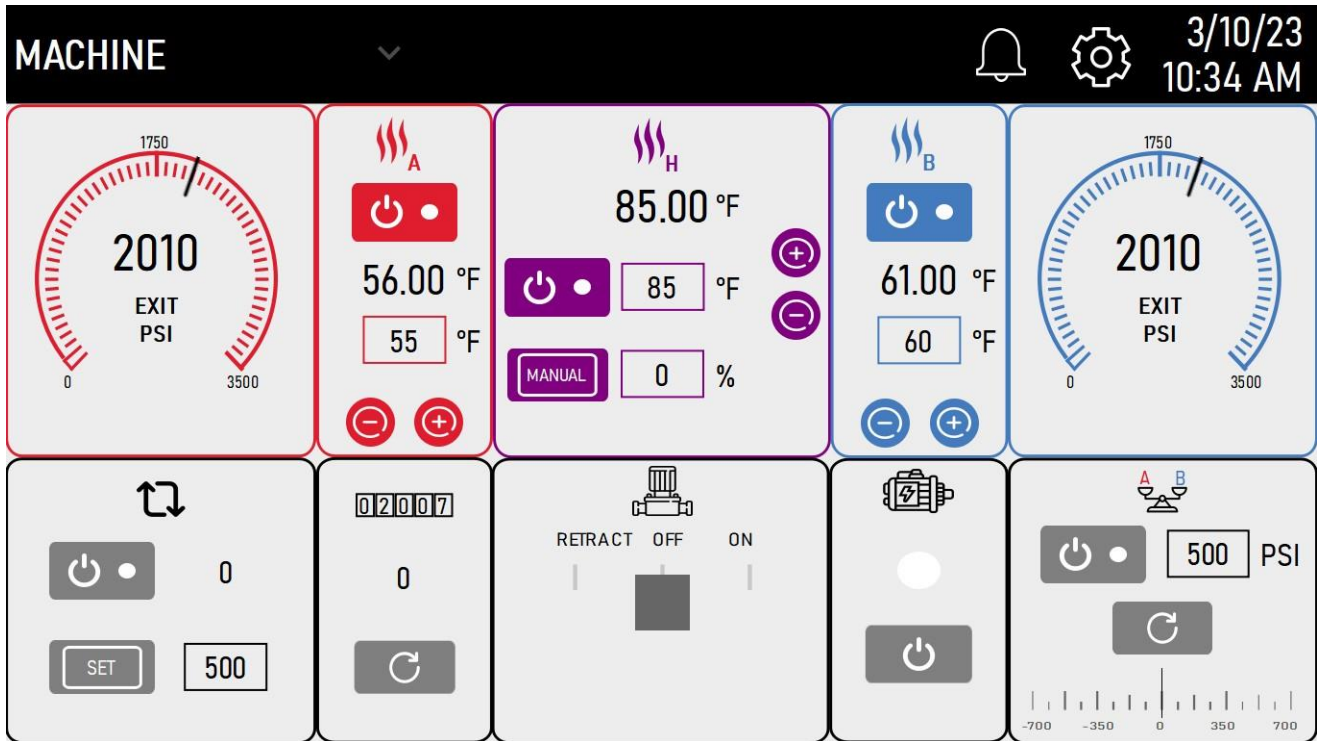 MACHINE
3/10/23
10:34 AM
1750
2010
EXIT
PSI
0 3500
A
56.00 °F
55 °F
H
85.00 °F
85 °F
MANUAL 0 %
B
61.00 °F
60 °F
1750
2010
EXIT
PSI
0 3500
0
SET 500
02007
0
RETRACT OFF ON
A B
500 PSI
-700 -350 0 350 700